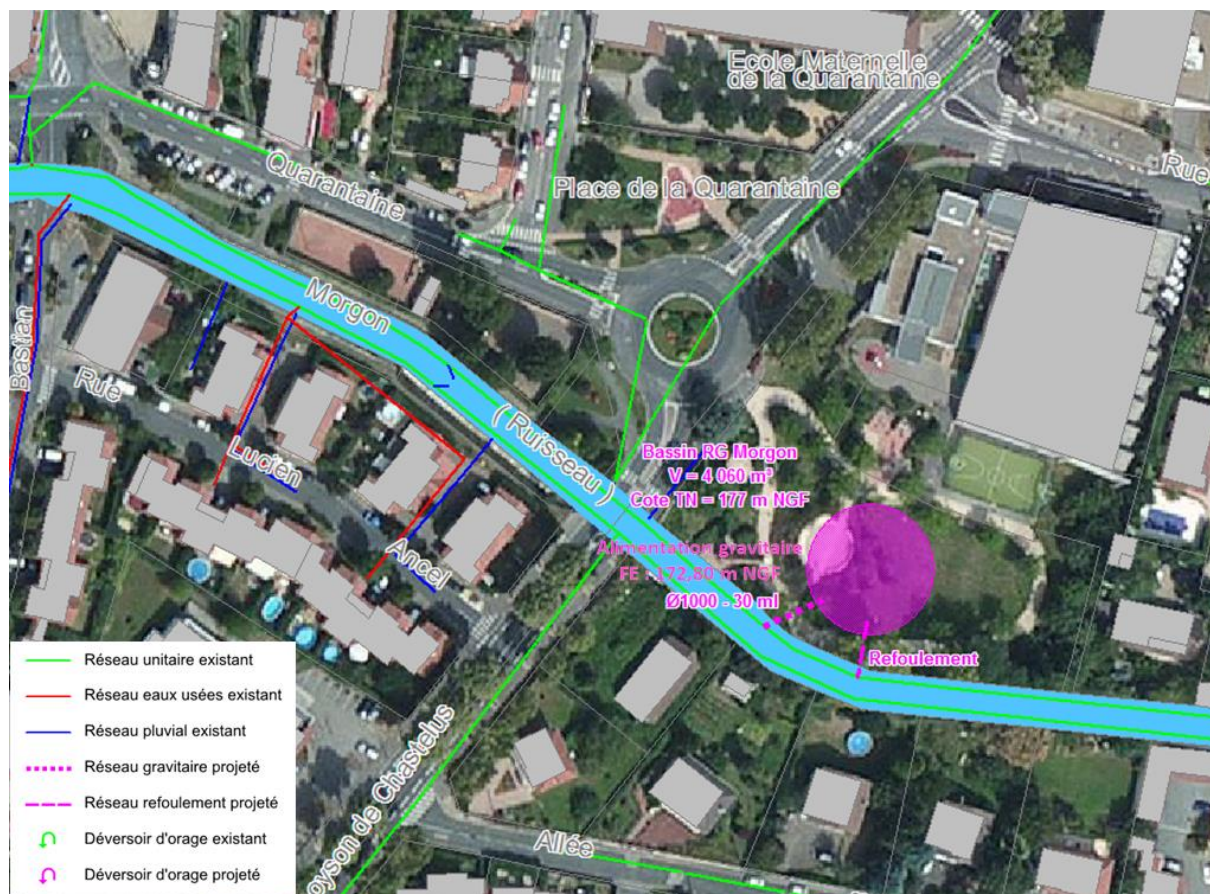 Ecole Maternelle
de la Quarantaine
Quarantaine
Place de la Quarantaine
Rue
Morgon
Bastian
Rue
( Ruisseau )
Lucien
Ancel
Bassin RG Morgon
V = 4 060 m³
Cote TN = 177 m NGF
Alimentation gravitaire
FE : 172,80 m NGF
Ø1000 - 30 ml
Refoulement
oyson de Chastelus
Allée
Réseau unitaire existant
Réseau eaux usées existant
Réseau pluvial existant
Réseau gravitaire projeté
Réseau refoulement projeté
Déversoir d'orage existant
Déversoir d'orage projeté